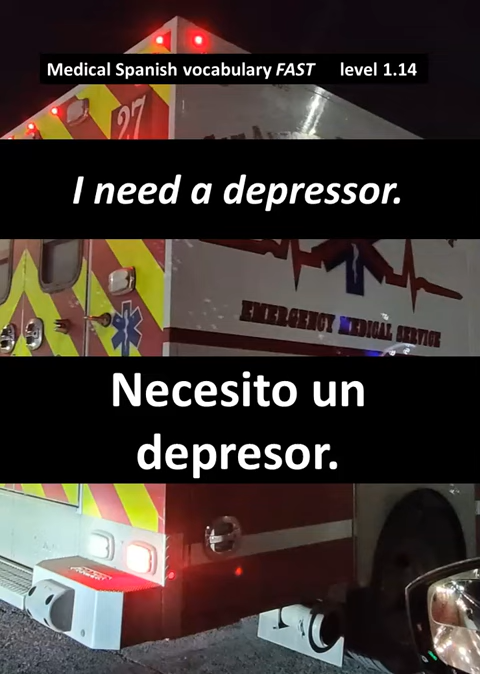 Medical Spanish vocabulary FAST level 1.14
27
I need a depressor.
EMERGENCY MEDICAL SERVICE
Necesito un
depresor.